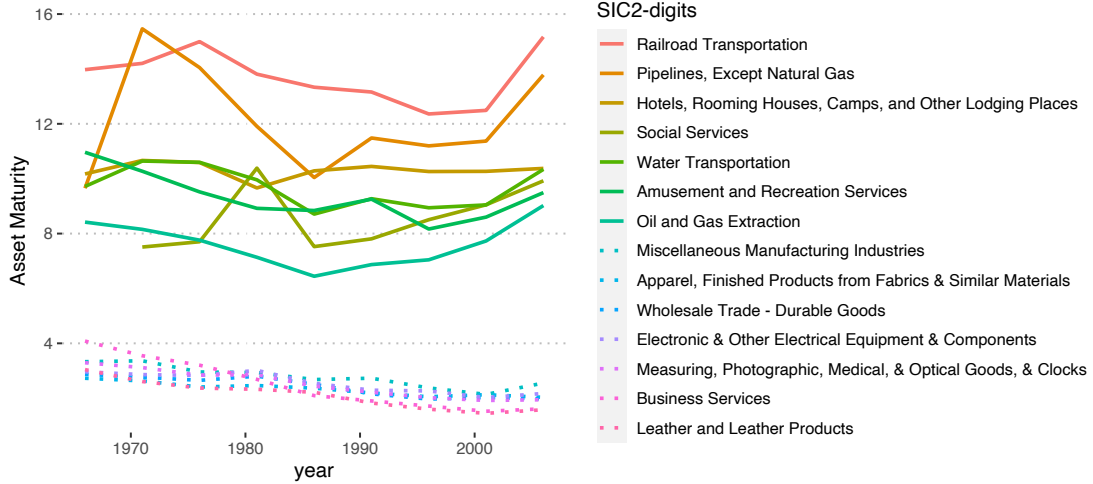 SIC2-digits
Railroad Transportation
Pipelines, Except Natural Gas
Hotels, Rooming Houses, Camps, and Other Lodging Places
Social Services
Water Transportation
Amusement and Recreation Services
Oil and Gas Extraction
Miscellaneous Manufacturing Industries
Apparel, Finished Products from Fabrics & Similar Materials
Wholesale Trade - Durable Goods
Electronic & Other Electrical Equipment & Components
Measuring, Photographic, Medical, & Optical Goods, & Clocks
Business Services
Leather and Leather Products
Asset Maturity
16
12
8
4
1970 1980 1990 2000
year